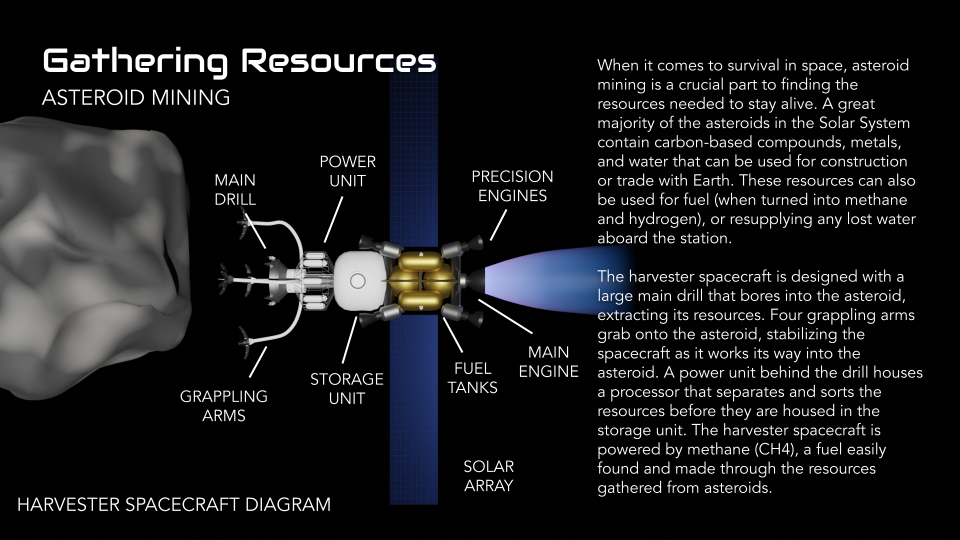 Gathering Resources
ASTEROID MINING
When it comes to survival in space, asteroid
mining is a crucial part to finding the
resources needed to stay alive. A great
majority of the asteroids in the Solar System
contain carbon-based compounds, metals,
and water that can be used for construction
or trade with Earth. These resources can also
be used for fuel (when turned into methane
and hydrogen), or resupplying any lost water
aboard the station.
The harvester spacecraft is designed with a
large main drill that bores into the asteroid,
extracting its resources. Four grappling arms
grab onto the asteroid, stabilizing the
spacecraft as it works its way into the
asteroid. A power unit behind the drill houses
a processor that separates and sorts the
resources before they are housed in the
storage unit. The harvester spacecraft is
powered by methane (CH4), a fuel easily
found and made through the resources
gathered from asteroids.
MAIN
DRILL
POWER
UNIT
PRECISION
ENGINES
GRAPPLING
ARMS
STORAGE
UNIT
FUEL
TANKS
MAIN
ENGINE
SOLAR
ARRAY
HARVESTER SPACECRAFT DIAGRAM